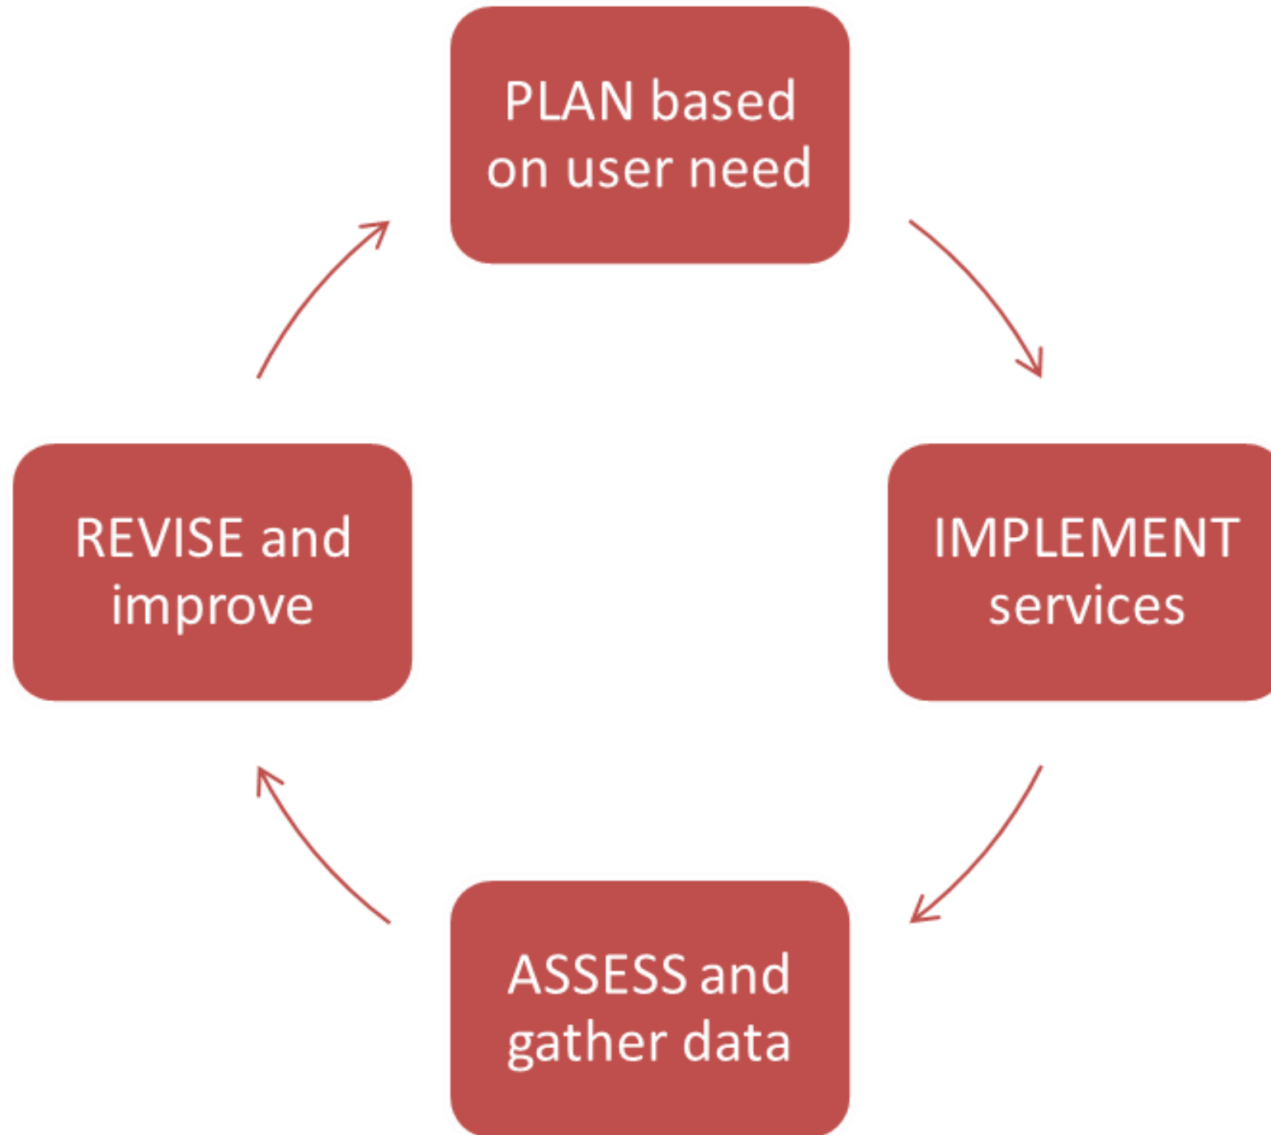 PLAN based
on user need
IMPLEMENT
services
ASSESS and
gather data
REVISE and
improve